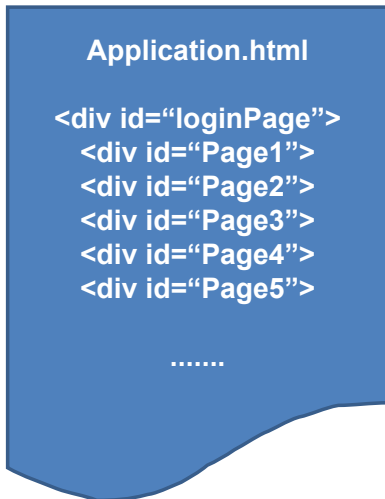 Application.html
<div id=“loginPage”>
<div id=“Page1”>
<div id=“Page2”>
<div id=“Page3”>
<div id=“Page4”>
<div id=“Page5”>
.......